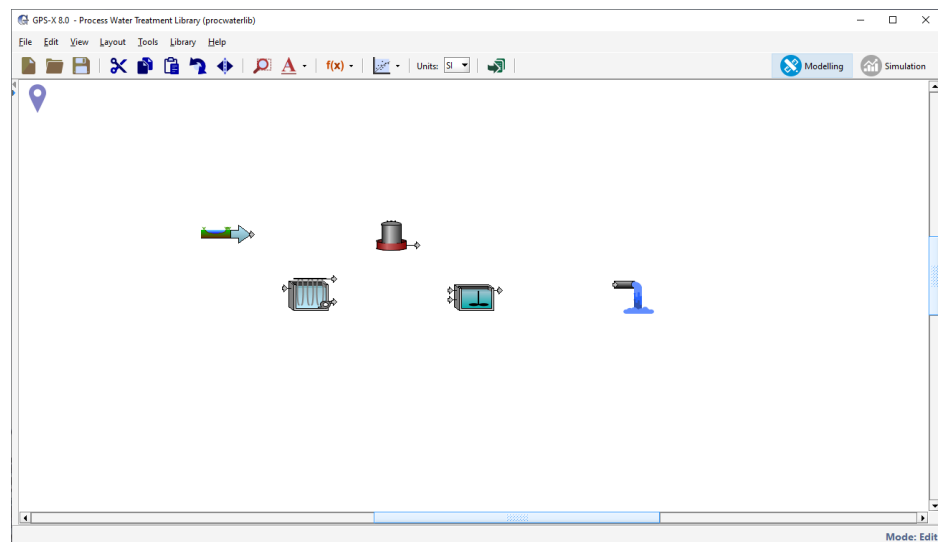 GPS-X 8.0 - Process Water Treatment Library (procwaterlib)
File Edit View Layout Tools Library Help
A f(x) Units: SI Modelling Simulation
Mode: Edit